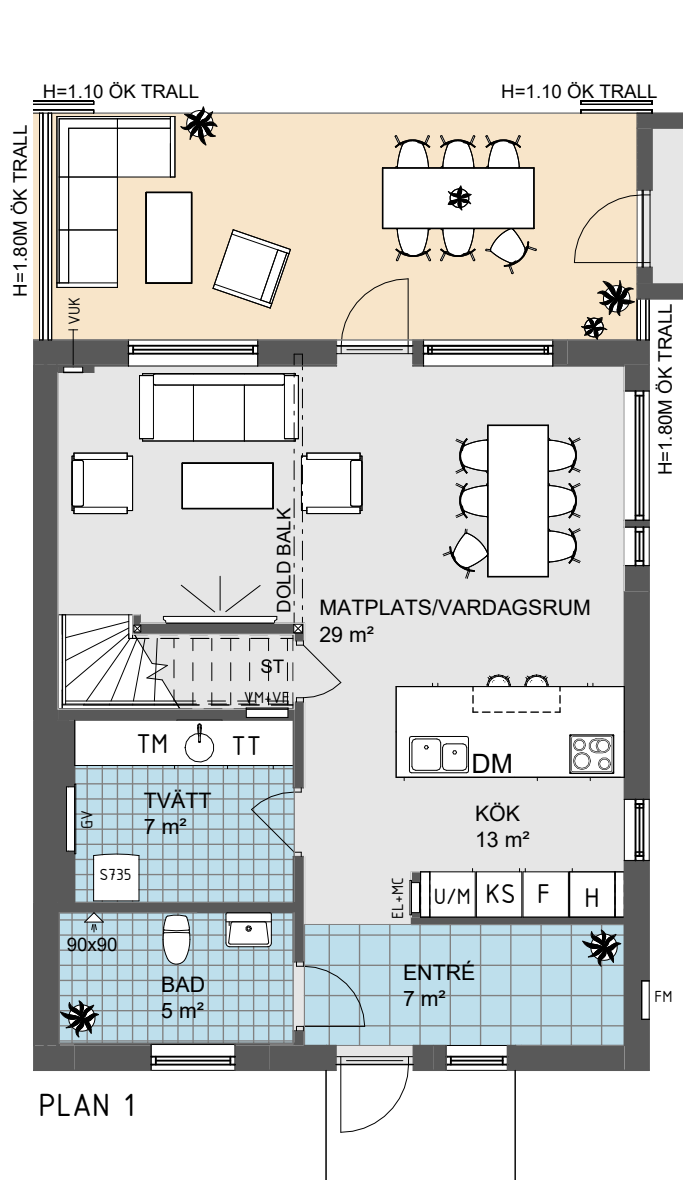 H=1.10 ÖK TRALL
H=1.10 ÖK TRALL
H=1.80M ÖK TRALL
VUK
H=1.80M ÖK TRALL
DOLD BALK
MATPLATS/VARDAGSRUM
29 m²
ST
VM+VF
TM
TT
DM
TVÄTT
7 m²
GV
KÖK
13 m²
S735
EL+MC
U/M
KS
F
H
90x90
BAD
5 m²
ENTRÉ
7 m²
FM
PLAN 1